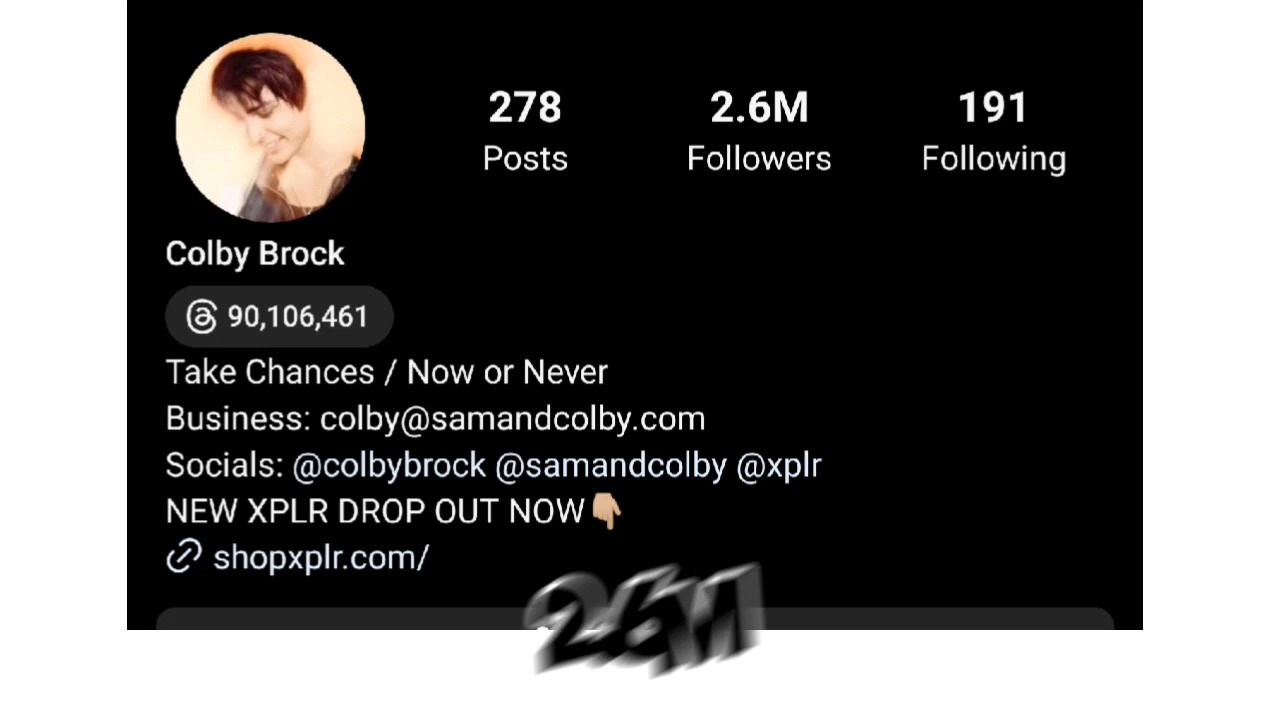 278
Posts
2.6M
Followers
191
Following
Colby Brock
90,106,461
Take Chances / Now or Never
Business: colby@samandcolby.com
Socials: @colbybrock @samandcolby @xplr
NEW XPLR DROP OUT NOW👇🏼
shopxplr.com/
2.6M